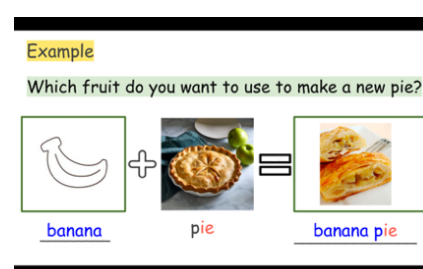 Example
Which fruit do you want to use to make a new pie?
banana
pie
banana pie